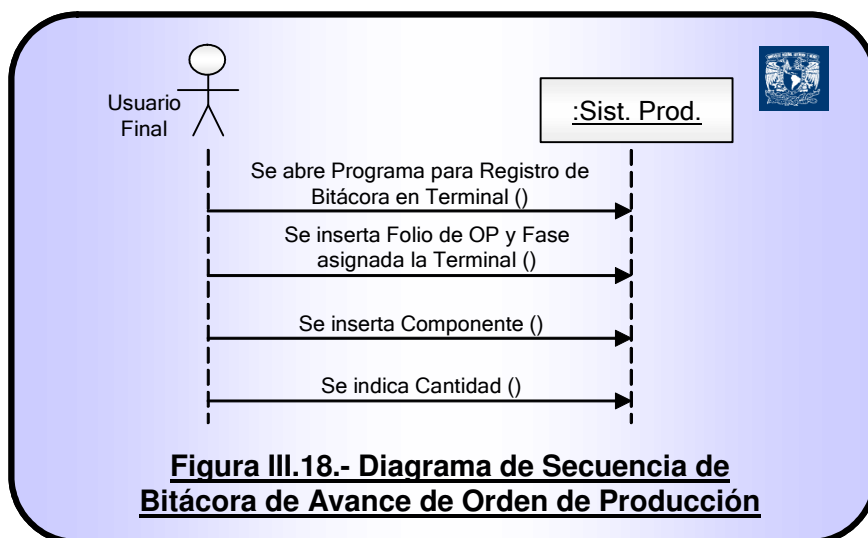 Usuario
Final
:Sist. Prod.
Se abre Programa para Registro de
Bitácora en Terminal ()
Se inserta Folio de OP y Fase
asignada la Terminal ()
Se inserta Componente ()
Se indica Cantidad ()
Figura III.18.- Diagrama de Secuencia de
Bitácora de Avance de Orden de Producción